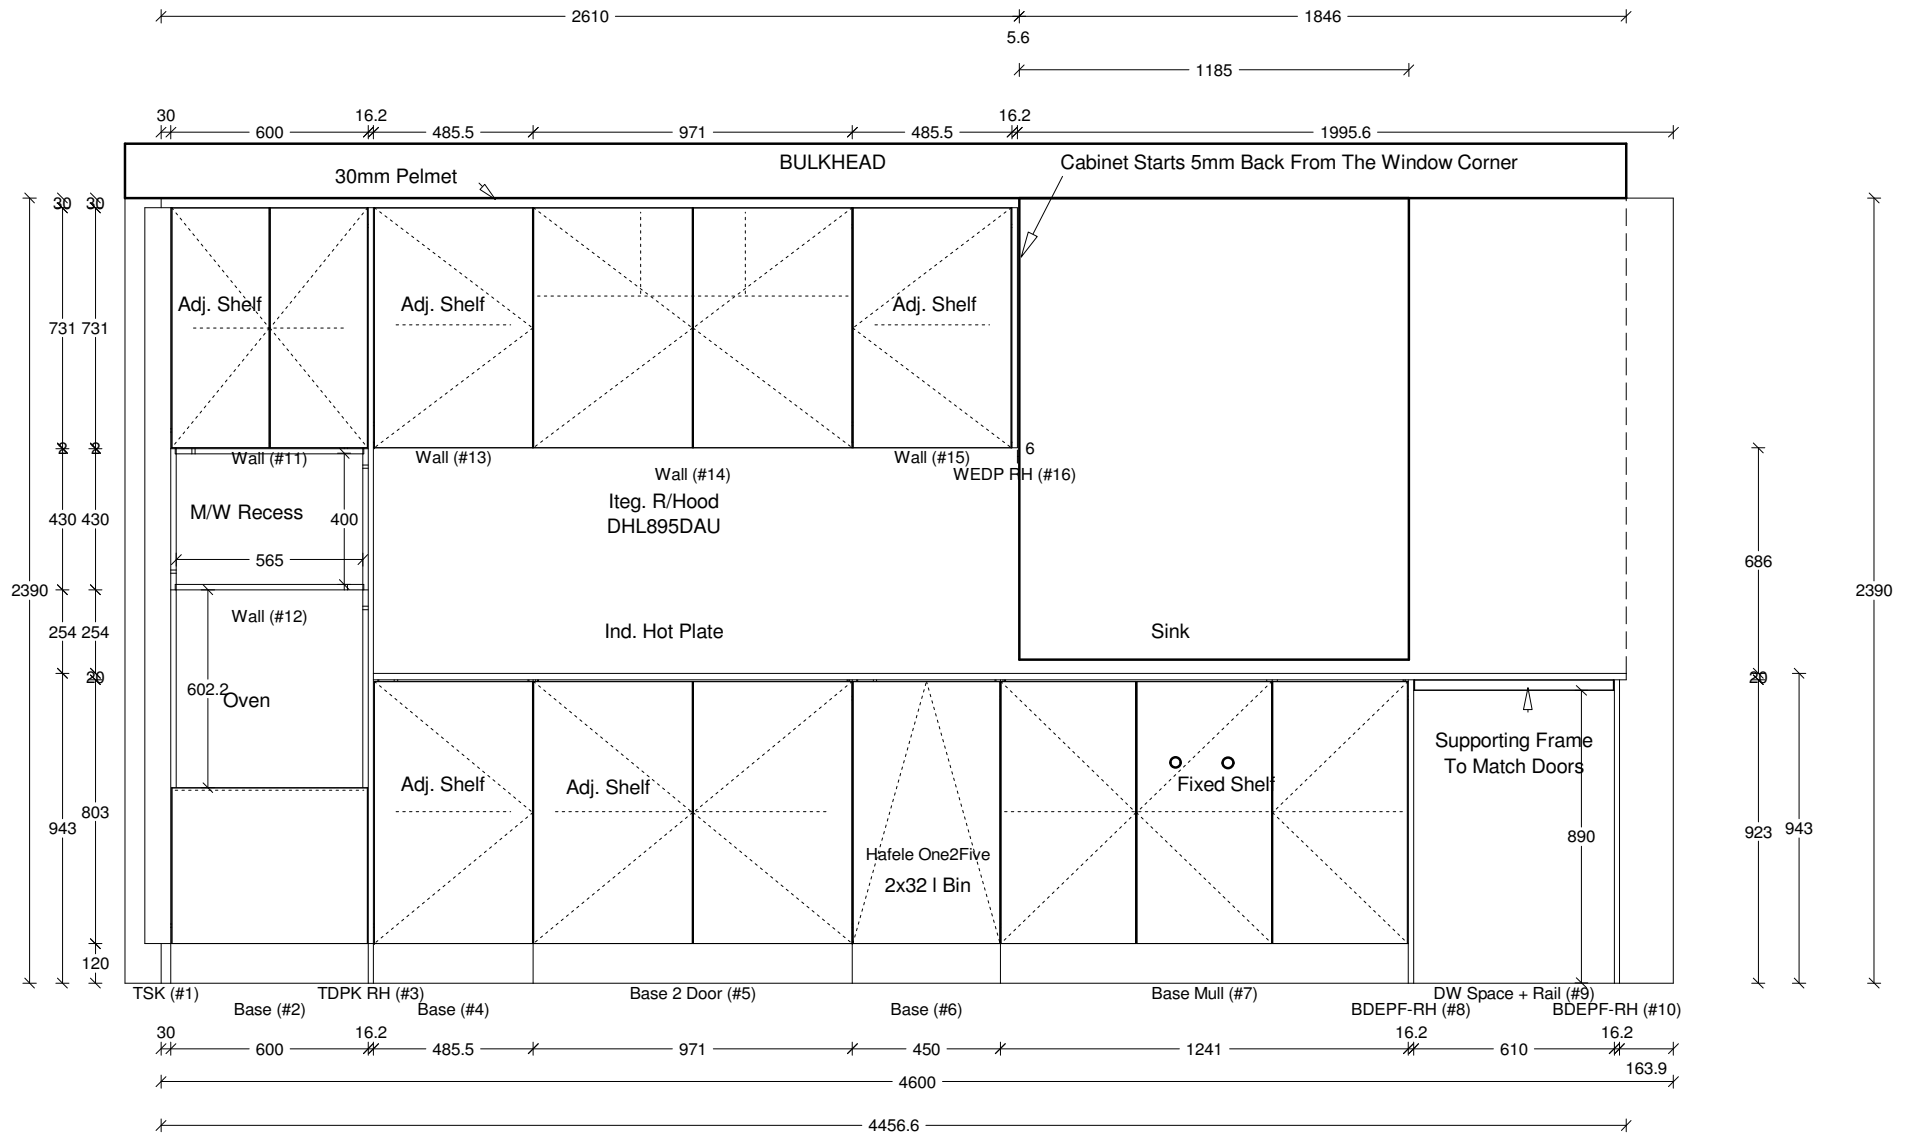 2610
1846
5.6
1185
30
16.2
16.2
600
485.5
971
485.5
1995.6
BULKHEAD
Cabinet Starts 5mm Back From The Window Corner
30mm Pelmet
30
30
Adj. Shelf
Adj. Shelf
Adj. Shelf
731
731
6
Wall (#11)
Wall (#13)
Wall (#15)
Wall (#14)
WEDP RH (#16)
Iteg. R/Hood
DHL895DAU
M/W Recess
400
430
430
565
686
2390
2390
Wall (#12)
254
254
Ind. Hot Plate
Sink
20
20
602.2
Oven
Supporting Frame
To Match Doors
Adj. Shelf
Adj. Shelf
Fixed Shelf
803
943
890
923
943
Hafele One2Five
2x32 l Bin
120
TSK (#1)
TDPK RH (#3)
Base 2 Door (#5)
Base Mull (#7)
DW Space + Rail (#9)
Base (#2)
Base (#4)
Base (#6)
BDEPF-RH (#8)
BDEPF-RH (#10)
30
16.2
16.2
16.2
600
485.5
971
450
1241
610
163.9
4600
4456.6